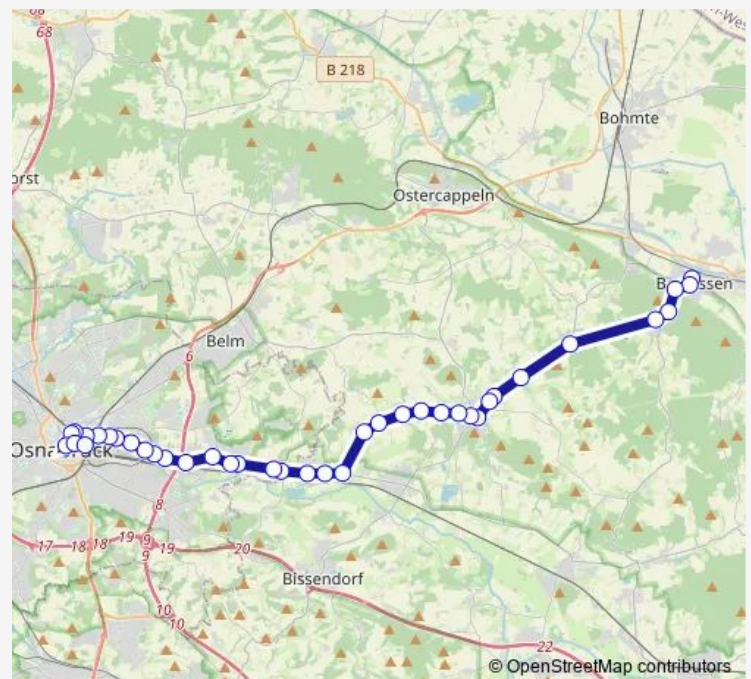 68
B 218
Bohmte
Ostercappeln
Belm
6
8
17 18 18 19 9 19 20
9
Bissendorf
10
10
22
© OpenStreetMap contributors